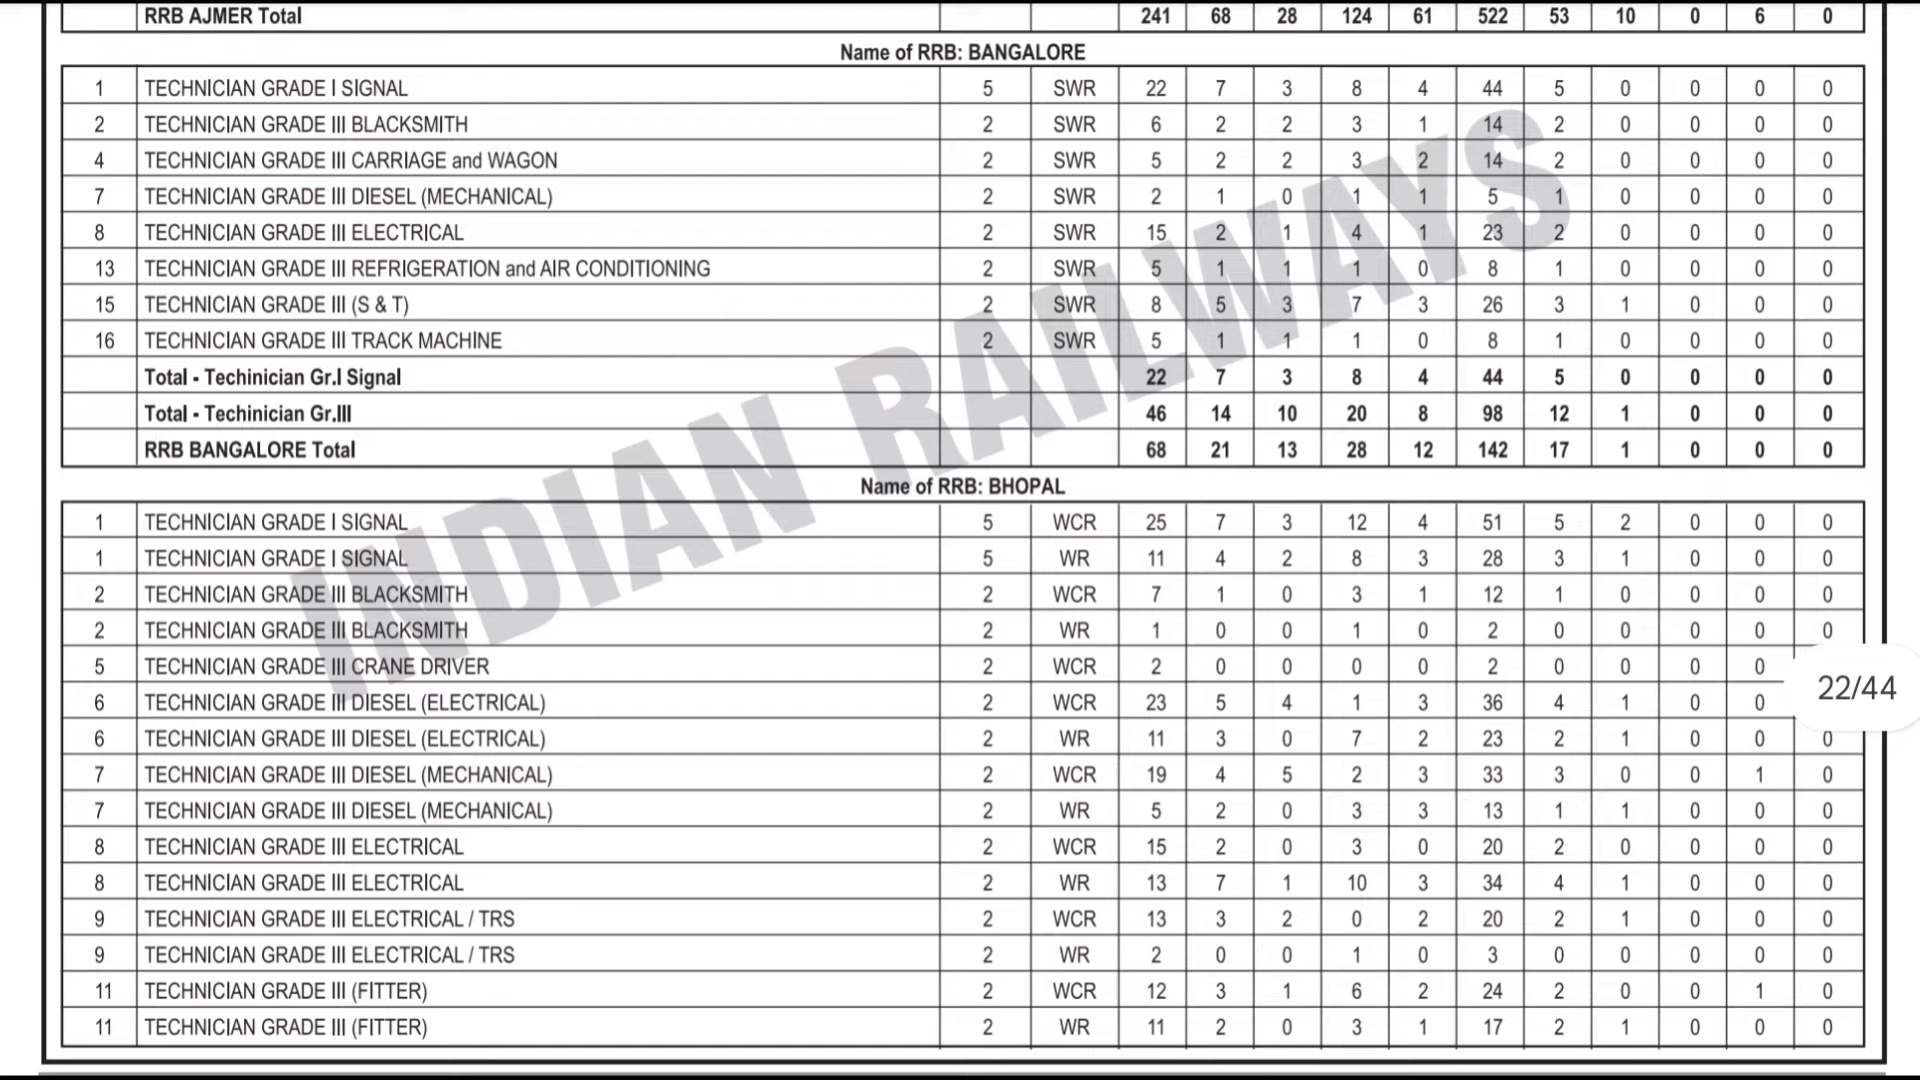 RRB AJMER Total 241 68 28 124 61 522 53 10 0 6 0
Name of RRB: BANGALORE
1 TECHNICIAN GRADE I SIGNAL 5 SWR 22 7 3 8 4 44 5 0 0 0 0
2 TECHNICIAN GRADE III BLACKSMITH 2 SWR 6 2 2 3 1 14 2 0 0 0 0
4 TECHNICIAN GRADE III CARRIAGE and WAGON 2 SWR 5 2 2 3 2 14 2 0 0 0 0
7 TECHNICIAN GRADE III DIESEL (MECHANICAL) 2 SWR 2 1 0 1 1 5 1 0 0 0 0
8 TECHNICIAN GRADE III ELECTRICAL 2 SWR 15 2 1 4 1 23 2 0 0 0 0
13 TECHNICIAN GRADE III REFRIGERATION and AIR CONDITIONING 2 SWR 5 1 1 1 0 8 1 0 0 0 0
15 TECHNICIAN GRADE III (S & T) 2 SWR 8 5 3 7 3 26 3 1 0 0 0
16 TECHNICIAN GRADE III TRACK MACHINE 2 SWR 5 1 1 1 0 8 1 0 0 0 0
Total - Techinician Gr.I Signal 22 7 3 8 4 44 5 0 0 0 0
Total - Techinician Gr.III 46 14 10 20 8 98 12 1 0 0 0
RRB BANGALORE Total 68 21 13 28 12 142 17 1 0 0 0
Name of RRB: BHOPAL
1 TECHNICIAN GRADE I SIGNAL 5 WCR 25 7 3 12 4 51 5 2 0 0 0
1 TECHNICIAN GRADE I SIGNAL 5 WR 11 4 2 8 3 28 3 1 0 0 0
2 TECHNICIAN GRADE III BLACKSMITH 2 WCR 7 1 0 3 1 12 1 0 0 0 0
2 TECHNICIAN GRADE III BLACKSMITH 2 WR 1 0 0 1 0 2 0 0 0 0 0
5 TECHNICIAN GRADE III CRANE DRIVER 2 WCR 2 0 0 0 0 2 0 0 0 0
6 TECHNICIAN GRADE III DIESEL (ELECTRICAL) 2 WCR 23 5 4 1 3 36 4 1 0 0
22/44
6 TECHNICIAN GRADE III DIESEL (ELECTRICAL) 2 WR 11 3 0 7 2 23 2 1 0 0 0
7 TECHNICIAN GRADE III DIESEL (MECHANICAL) 2 WCR 19 4 5 2 3 33 3 0 0 1 0
7 TECHNICIAN GRADE III DIESEL (MECHANICAL) 2 WR 5 2 0 3 3 13 1 1 0 0 0
8 TECHNICIAN GRADE III ELECTRICAL 2 WCR 15 2 0 3 0 20 2 0 0 0 0
8 TECHNICIAN GRADE III ELECTRICAL 2 WR 13 7 1 10 3 34 4 1 0 0 0
9 TECHNICIAN GRADE III ELECTRICAL / TRS 2 WCR 13 3 2 0 2 20 2 1 0 0 0
9 TECHNICIAN GRADE III ELECTRICAL / TRS 2 WR 2 0 0 1 0 3 0 0 0 0 0
11 TECHNICIAN GRADE III (FITTER) 2 WCR 12 3 1 6 2 24 2 0 0 1 0
11 TECHNICIAN GRADE III (FITTER) 2 WR 11 2 0 3 1 17 2 1 0 0 0
INDIAN RAILWAYS